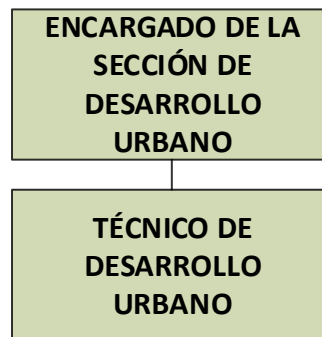 ENCARGADO DE LA
SECCIÓN DE
DESARROLLO
URBANO
TÉCNICO DE
DESARROLLO
URBANO